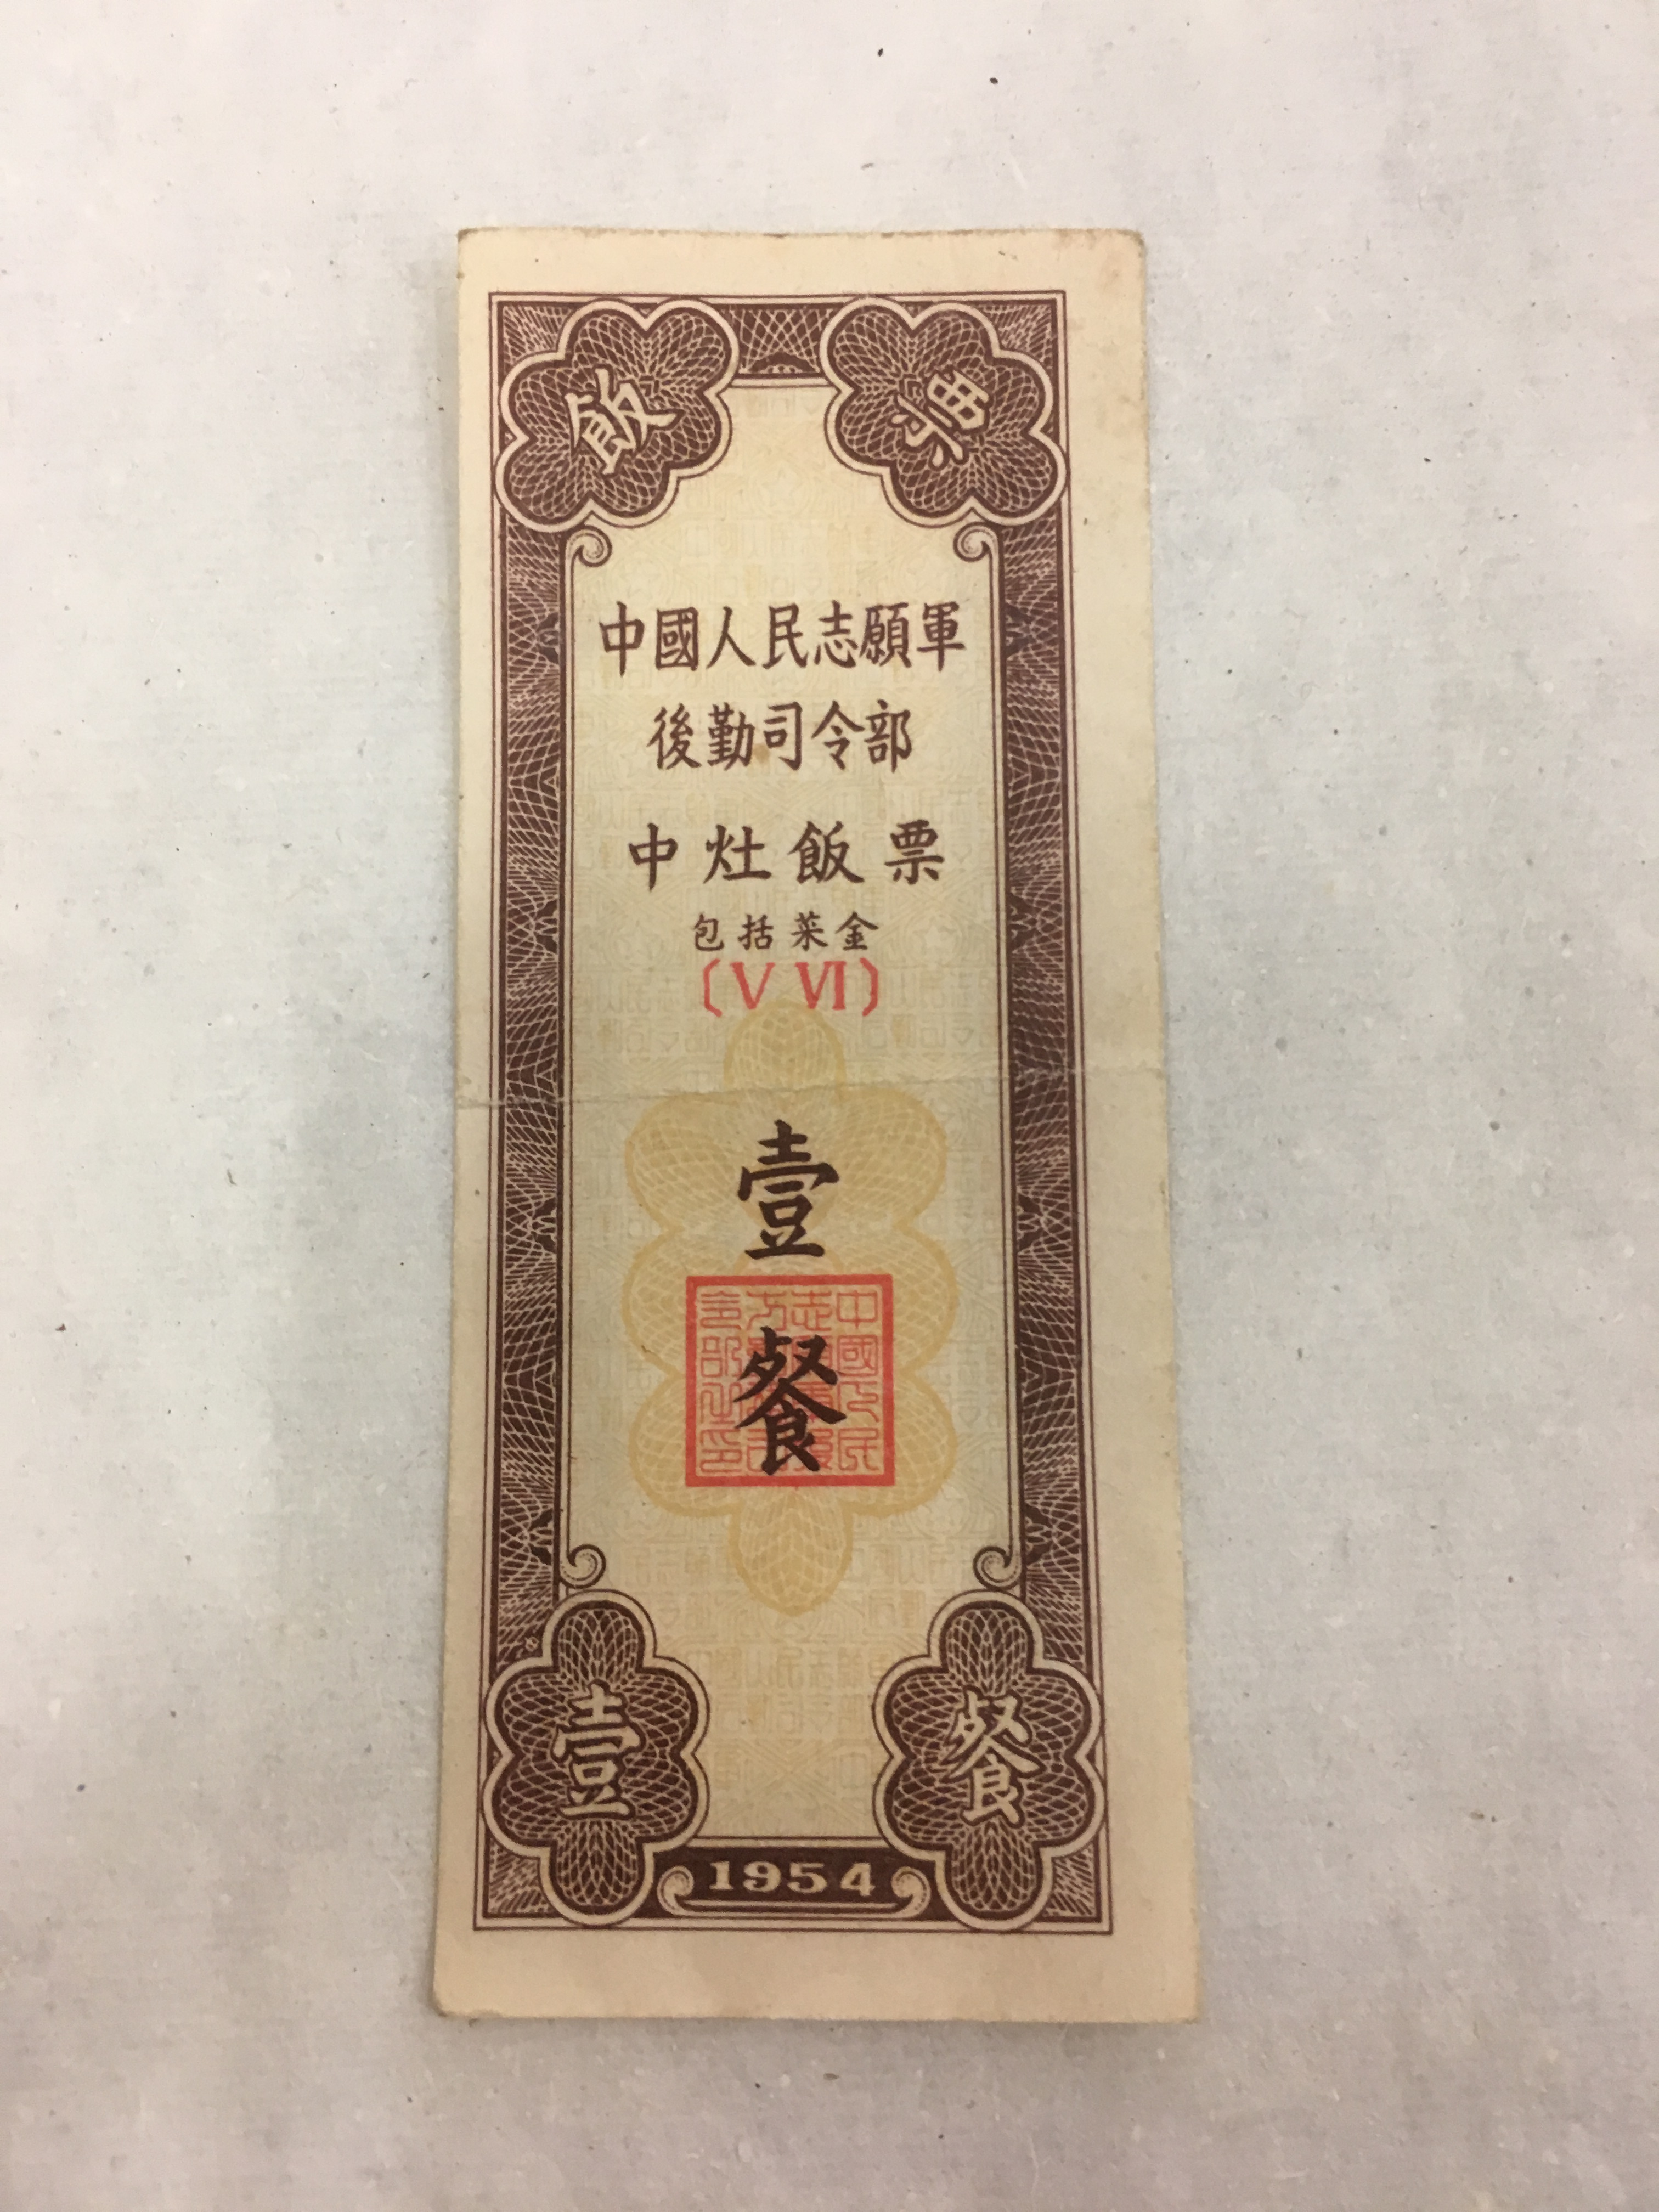 飯 票
中國人民志願軍
後勤司令部
中灶飯票
包括菜金
〔Ⅴ Ⅵ〕
壹
餐
壹 餐
1954